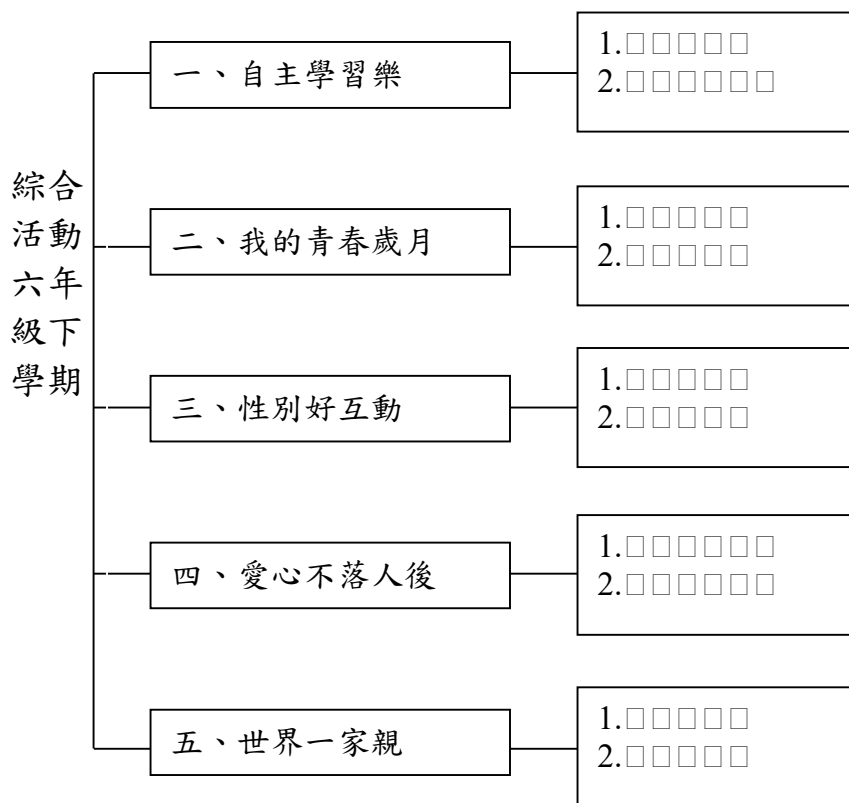 綜合
活動
六年
級下
學期
一、自主學習樂
1.□□□□□
2.□□□□□□
二、我的青春歲月
1.□□□□□
2.□□□□□
三、性別好互動
1.□□□□□
2.□□□□□
四、愛心不落人後
1.□□□□□□
2.□□□□□□
五、世界一家親
1.□□□□□
2.□□□□□